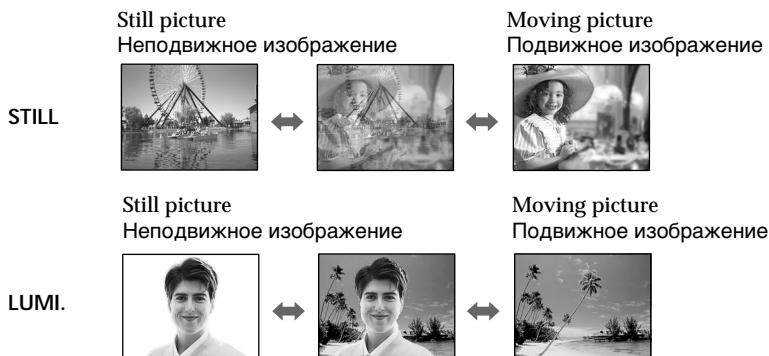 Still picture
Неподвижное изображение
Moving picture
Подвижное изображение
STILL
Still picture
Неподвижное изображение
Moving picture
Подвижное изображение
LUMI.